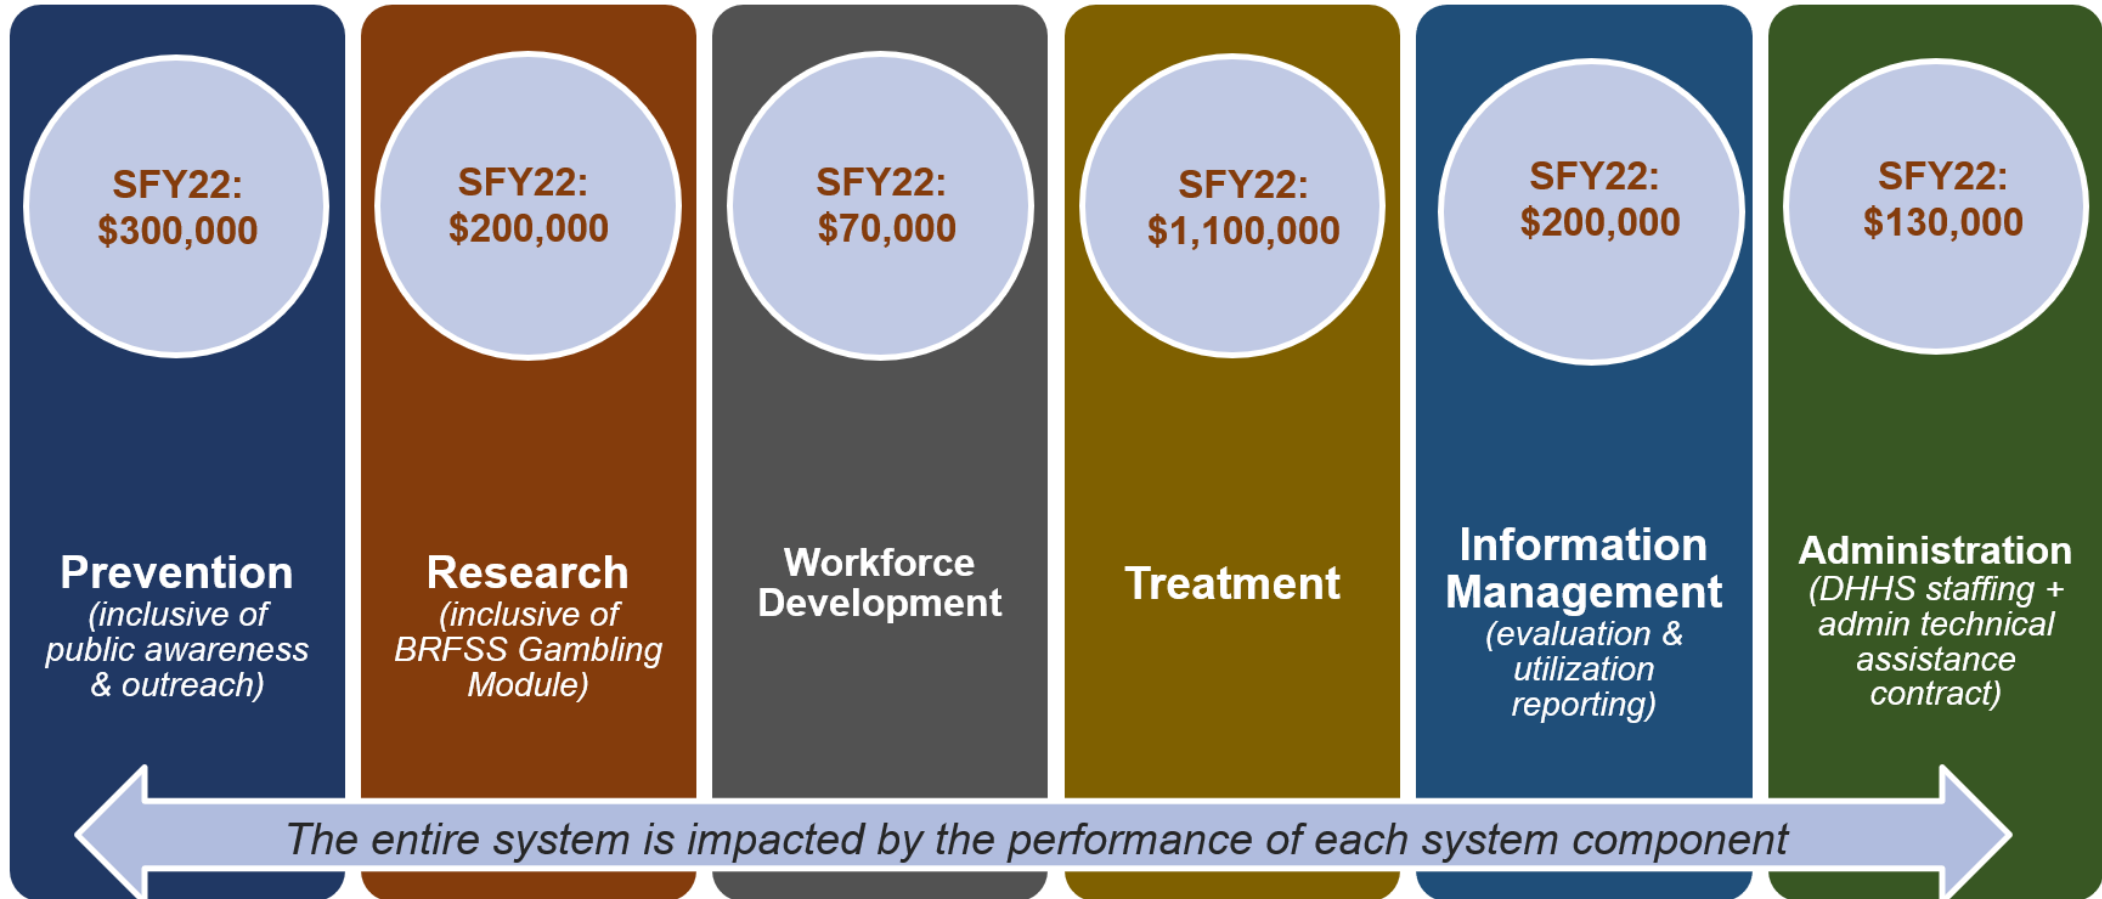 SFY22:
$300,000
Prevention
(inclusive of
public awareness
& outreach)
SFY22:
$200,000
Research
(inclusive of
BRFSS Gambling
Module)
SFY22:
$70,000
Workforce
Development
SFY22:
$1,100,000
Treatment
SFY22:
$200,000
Information
Management
(evaluation &
utilization
reporting)
SFY22:
$130,000
Administration
(DHHS staffing +
admin technical
assistance
contract)
The entire system is impacted by the performance of each system component